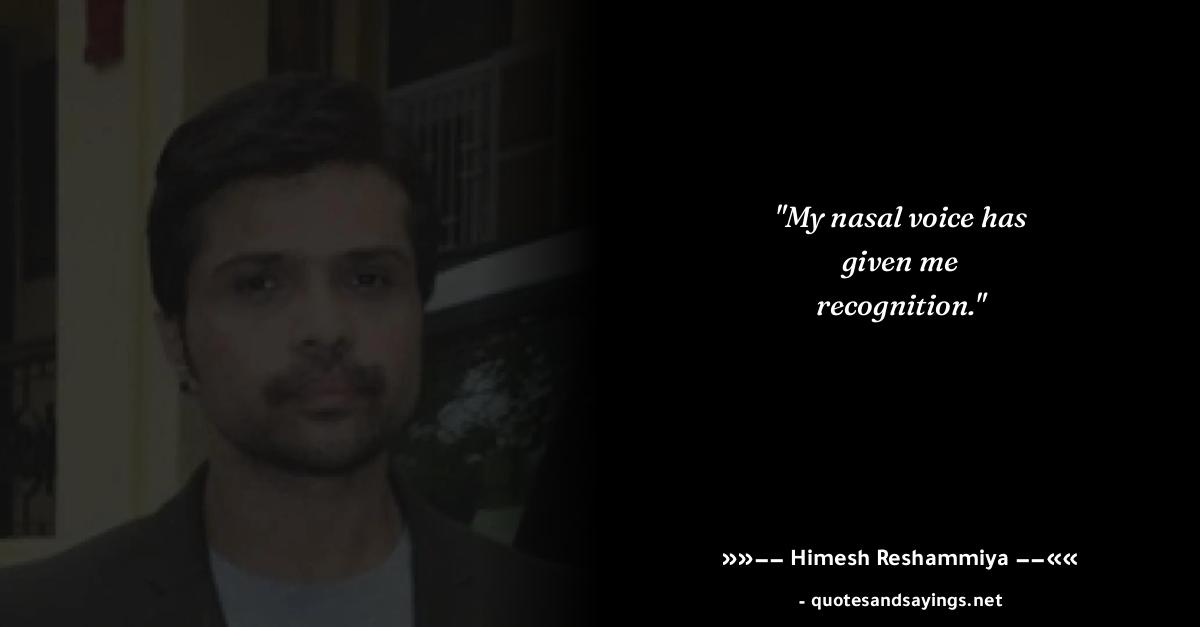 "My nasal voice has
given me
recognition."
»»−− Himesh Reshammiya −−««
- quotesandsayings.net